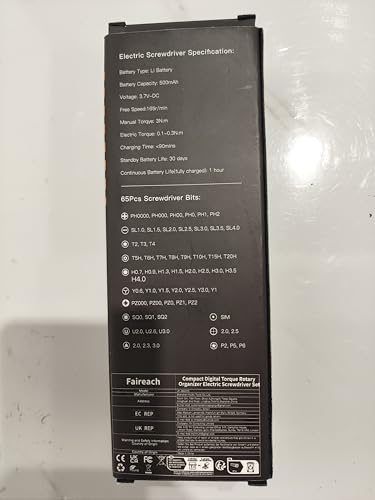 Electric Screwdriver Specification:
Battery Type: Li Battery
Battery Capacity: 500mAh
Voltage: 3.7V⎓DC
Free Speed:165r/min
Manual Torque: 3N.m
Electric Torque: 0.1~0.3N.m
Charging Time: <90mins
Standby Battery Life: 30 days
Continuous Battery Life(fully charged): 1 hour
65Pcs Screwdriver Bits:
PH0000, PH000, PH00, PH0, PH1, PH2
SL1.0, SL1.5, SL2.0, SL2.5, SL3.0, SL3.5, SL4.0
T2, T3, T4
T5H, T6H, T7H, T8H, T9H, T10H, T15H, T20H
H0.7, H0.9, H1.3, H1.5, H2.0, H2.5, H3.0, H3.5
H4.0
Y0.6, Y1.0, Y1.5, Y2.0, Y2.5, Y3.0, Y1
PZ000, PZ00, PZ0, PZ1, PZ2
SQ0, SQ1, SQ2 SIM
U2.0, U2.6, U3.0 2.0, 2.5
2.0, 2.3, 3.0 P2, P5, P6
Faireach Compact Digital Torque Rotary
Organizer Electric Screwdriver Set
Manufacturer
Address
EC REP
UK REP
Warning and Safety Information
Country of Origin